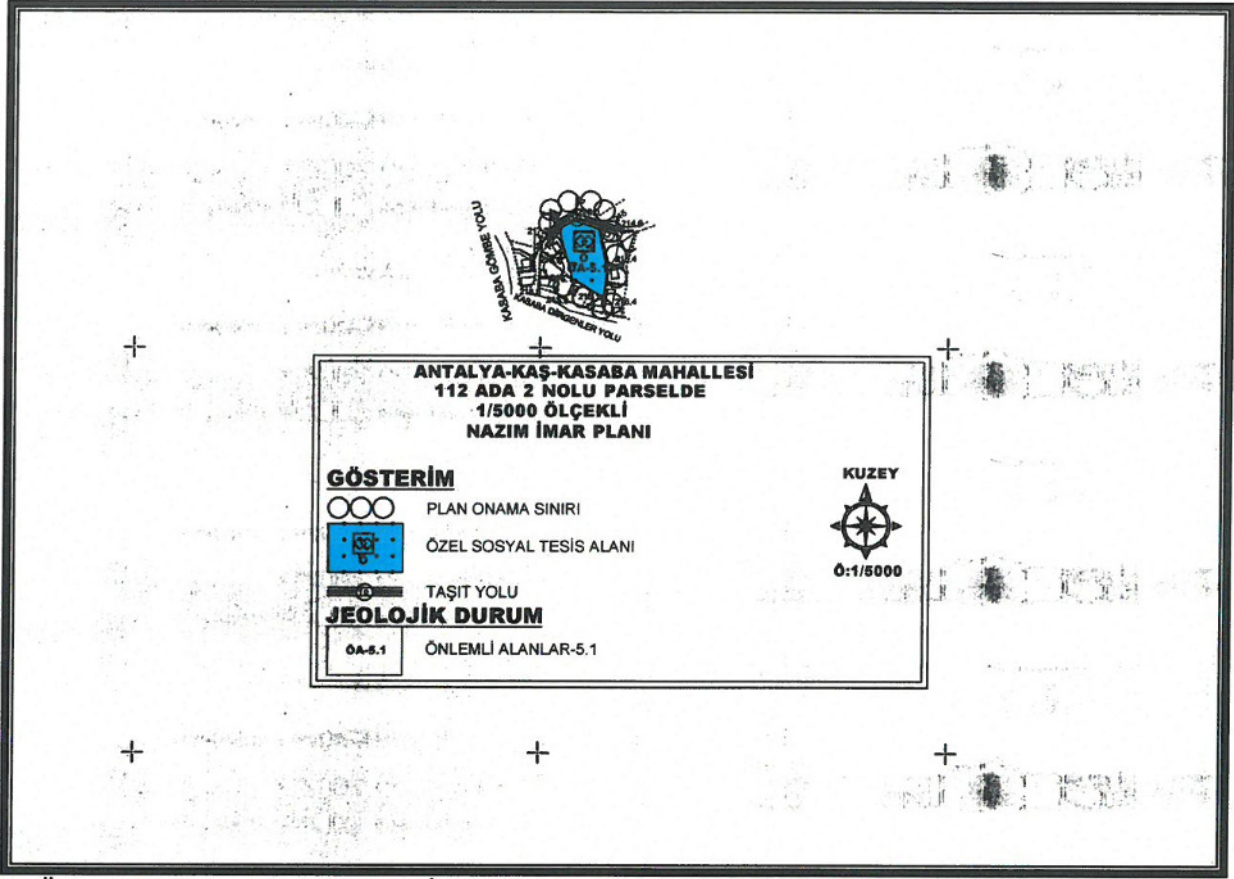 KASABA GÖMBE YOLU
KASABA DİRGENLER YOLU
ANTALYA-KAŞ-KASABA MAHALLESİ
112 ADA 2 NOLU PARSELDE
1/5000 ÖLÇEKLİ
NAZIM İMAR PLANI
GÖSTERİM
PLAN ONAMA SINIRI
ÖZEL SOSYAL TESİS ALANI
TAŞIT YOLU
JEOLOJİK DURUM
ÖA-5.1 ÖNLEMLİ ALANLAR-5.1
KUZEY
Ö:1/5000